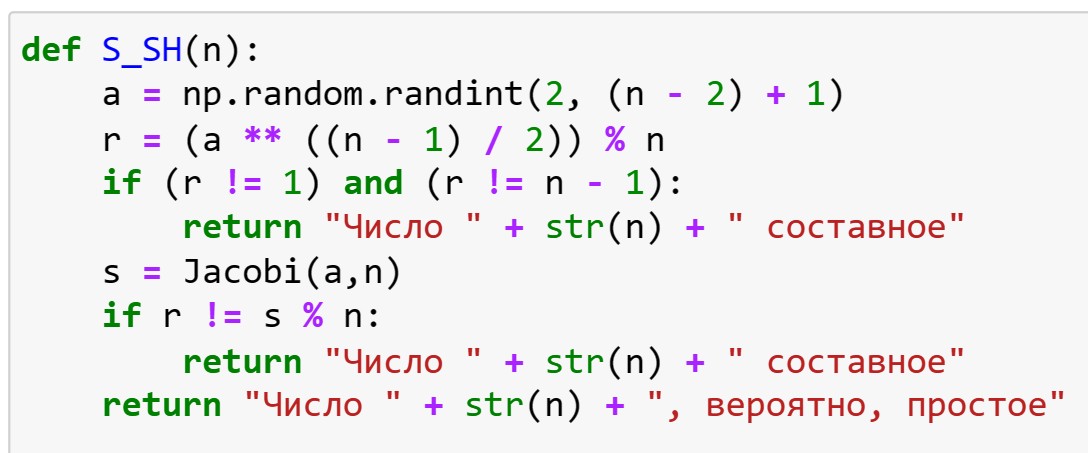 def S_SH(n):
    a = np.random.randint(2, (n - 2) + 1)
    r = (a ** ((n - 1) / 2)) % n
    if (r != 1) and (r != n - 1):
        return "Число " + str(n) + " составное"
    s = Jacobi(a,n)
    if r != s % n:
        return "Число " + str(n) + " составное"
    return "Число " + str(n) + ", вероятно, простое"